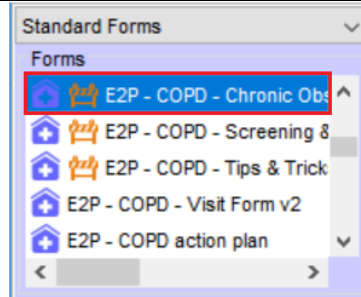 Standard Forms
Forms
E2P - COPD - Chronic Obs
E2P - COPD - Screening &
E2P - COPD - Tips & Trick
E2P - COPD - Visit Form v2
E2P - COPD action plan